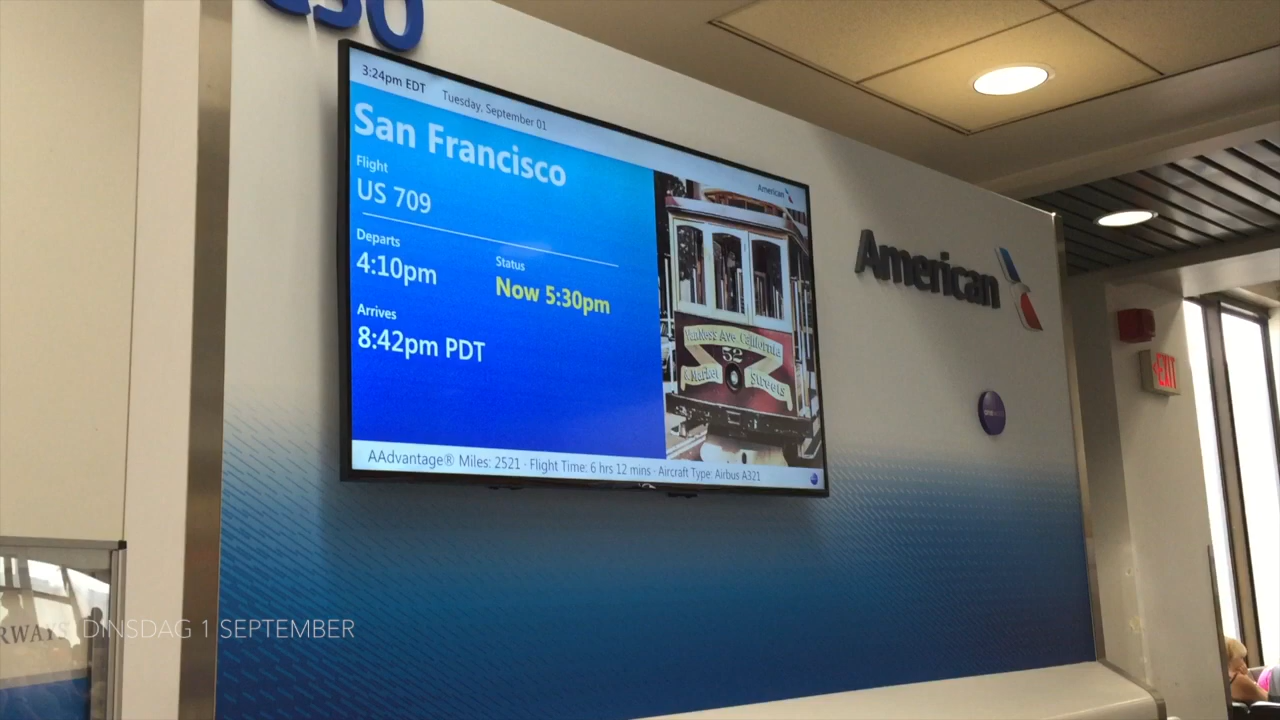 3:24pm EDT Tuesday, September 01
American
San Francisco
Flight
US 709
Departs
4:10pm
Status
Now 5:30pm
Arrives
8:42pm PDT
VanNess Ave. California
52
& Market Streets
AAdvantage® Miles: 2521 · Flight Time: 6 hrs 12 mins · Aircraft Type: Airbus A321
American
EXIT
RWAYS
DINSDAG 1 SEPTEMBER